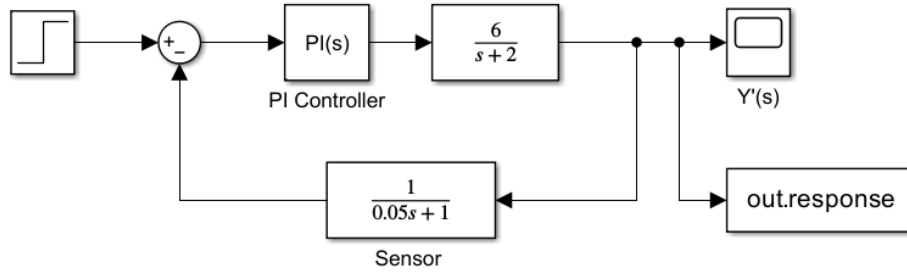 +
−
PI(s)
PI Controller
6
s + 2
Y'(s)
1
0.05s + 1
Sensor
out.response